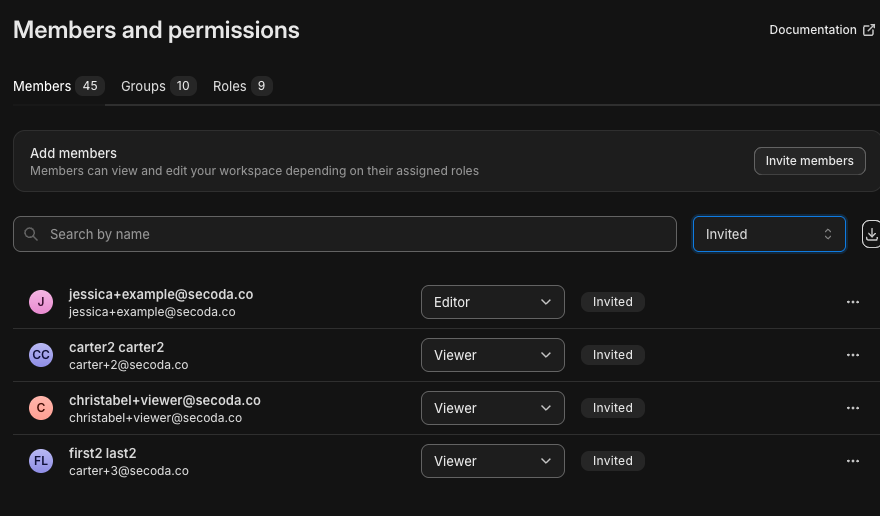 Members and permissions
Documentation
Members 45 Groups 10 Roles 9
Add members
Members can view and edit your workspace depending on their assigned roles
Invite members
Search by name
Invited
J
jessica+example@secoda.co
jessica+example@secoda.co
Editor
Invited
CC
carter2 carter2
carter+2@secoda.co
Viewer
Invited
C
christabel+viewer@secoda.co
christabel+viewer@secoda.co
Viewer
Invited
FL
first2 last2
carter+3@secoda.co
Viewer
Invited